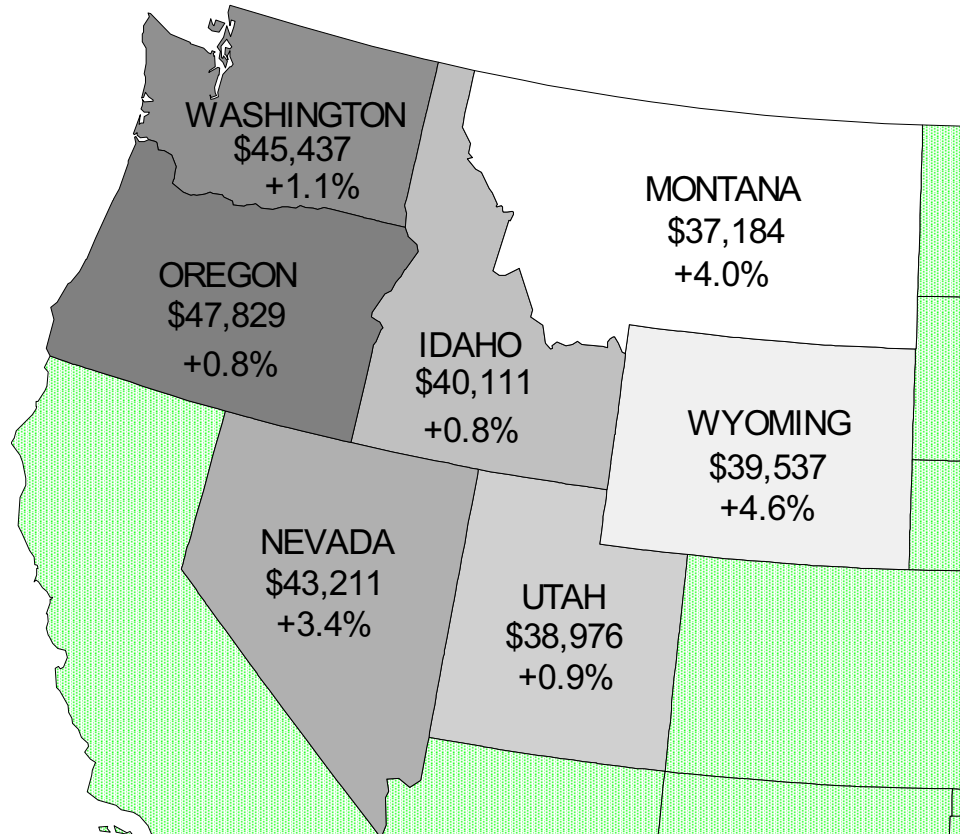 WASHINGTON
$45,437
+1.1%
MONTANA
$37,184
+4.0%
OREGON
$47,829
+0.8%
IDAHO
$40,111
+0.8%
WYOMING
$39,537
+4.6%
NEVADA
$43,211
+3.4%
UTAH
$38,976
+0.9%